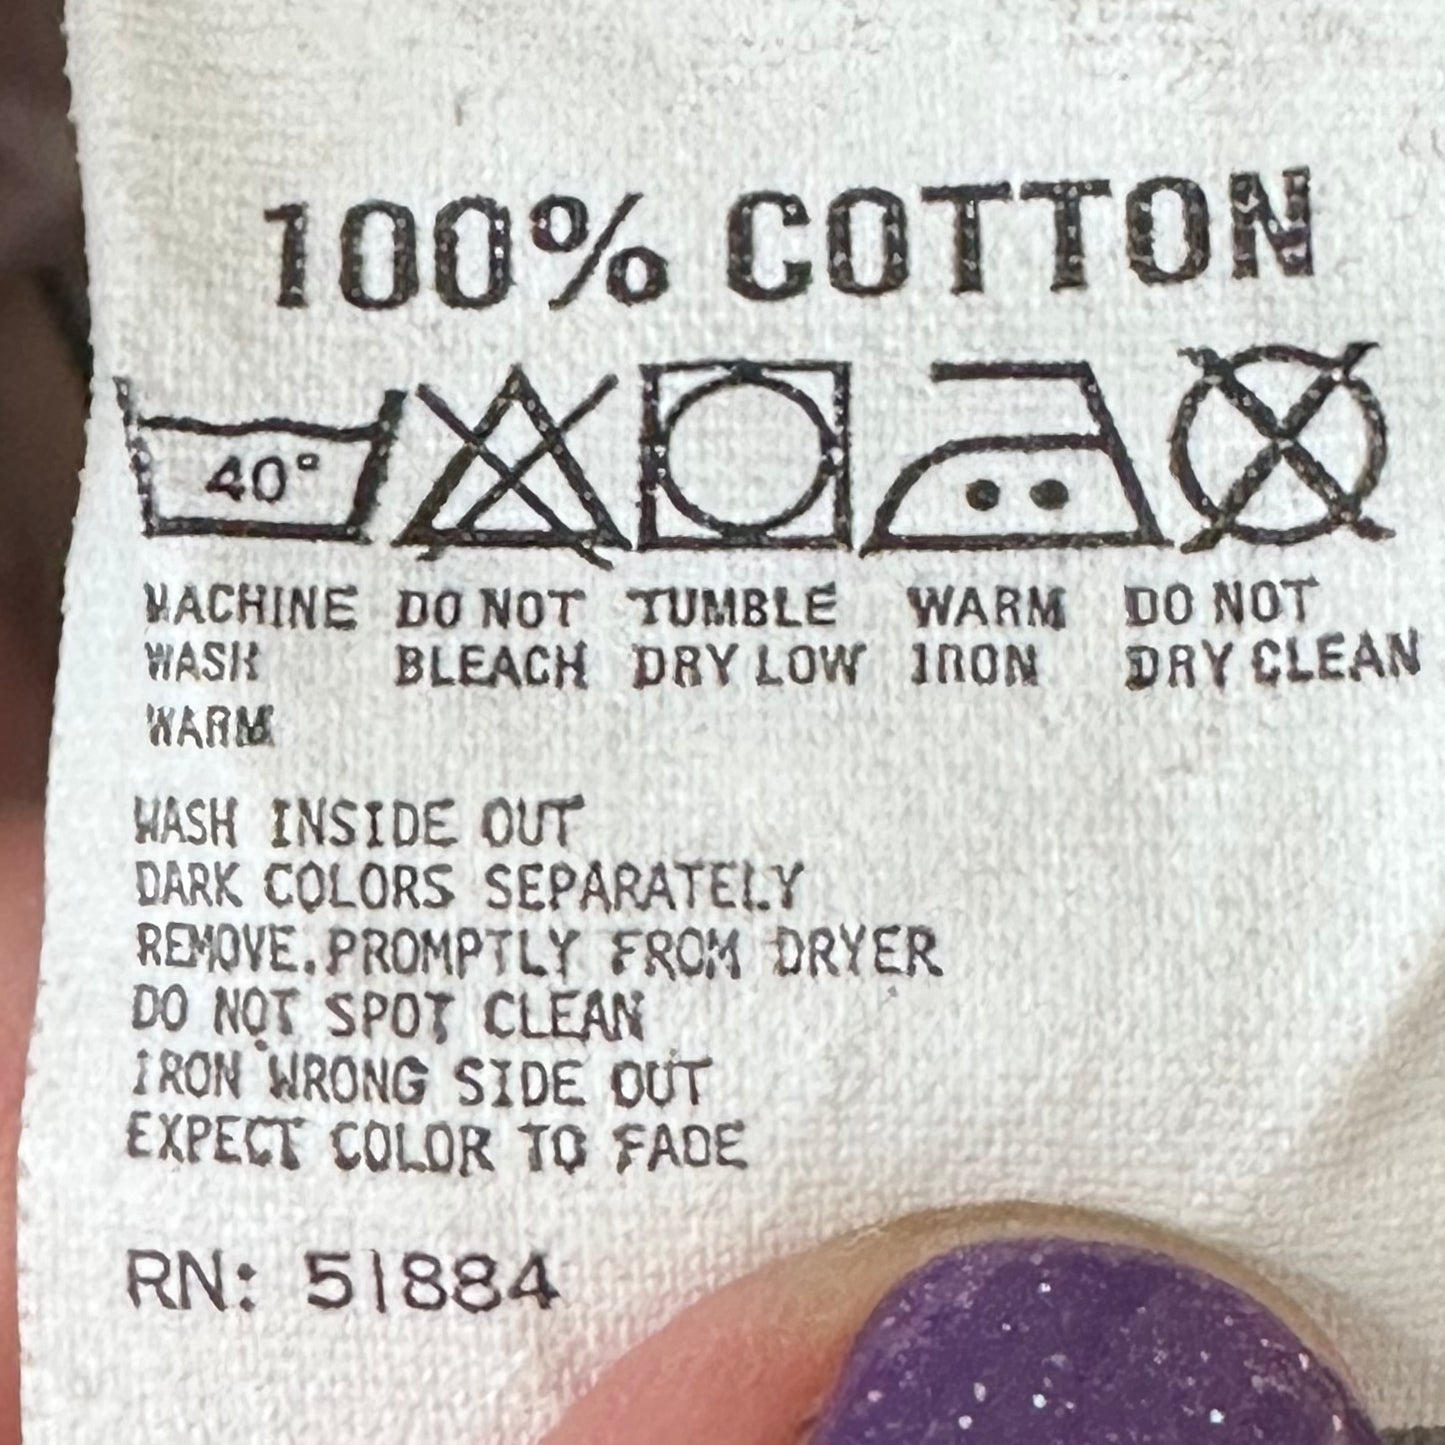 100% COTTON
40°
MACHINE WASH WARM
DO NOT BLEACH
TUMBLE DRY LOW
WARM IRON
DO NOT DRY CLEAN
WASH INSIDE OUT
DARK COLORS SEPARATELY
REMOVE.PROMPTLY FROM DRYER
DO NOT SPOT CLEAN
IRON WRONG SIDE OUT
EXPECT COLOR TO FADE
RN: 51884